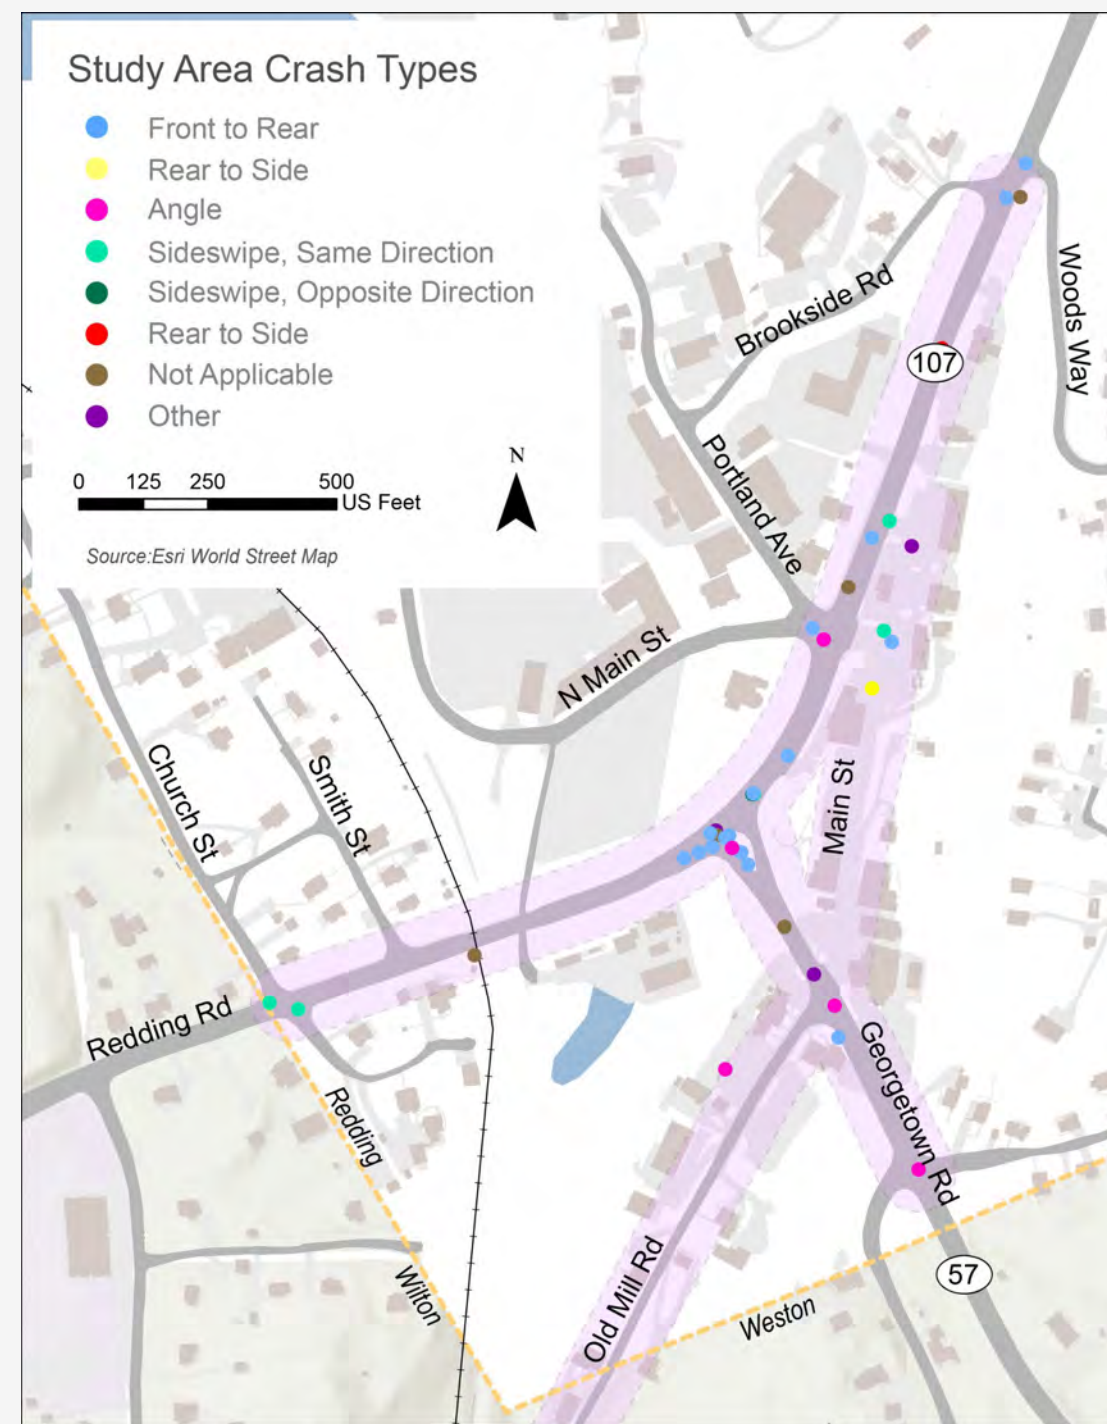 Study Area Crash Types
Front to Rear
Rear to Side
Angle
Sideswipe, Same Direction
Sideswipe, Opposite Direction
Rear to Side
Not Applicable
Other
0 125 250 500
US Feet
N
Source:Esri World Street Map
Woods Way
Brookside Rd
107
Portland Ave
N Main St
Church St
Smith St
Main St
Redding Rd
Redding
Georgetown Rd
Old Mill Rd
Wilton
57
Weston